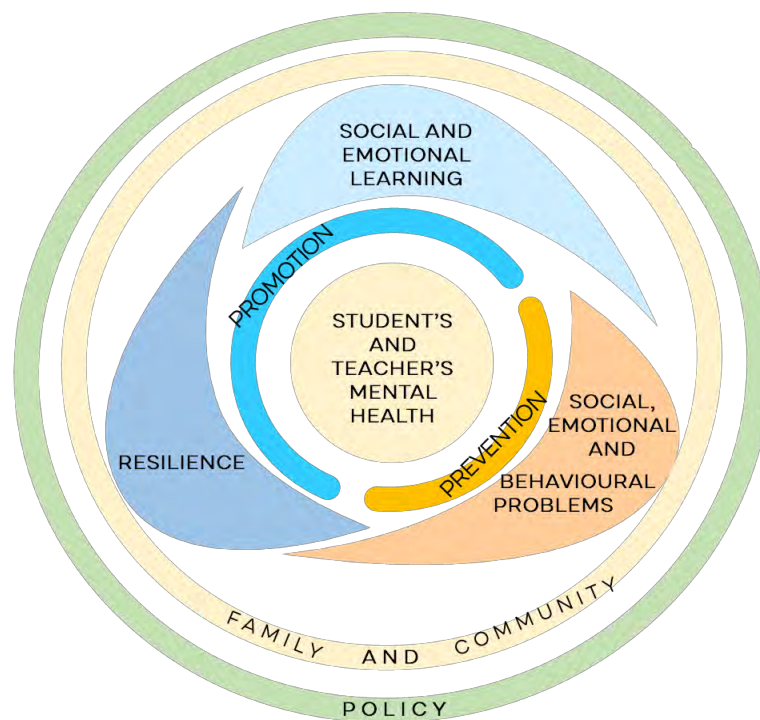 SOCIAL AND
EMOTIONAL
LEARNING
PROMOTION
STUDENT'S
AND
TEACHER'S
MENTAL
HEALTH
SOCIAL,
EMOTIONAL
AND
BEHAVIOURAL
PROBLEMS
PREVENTION
RESILIENCE
FAMILY AND COMMUNITY
POLICY